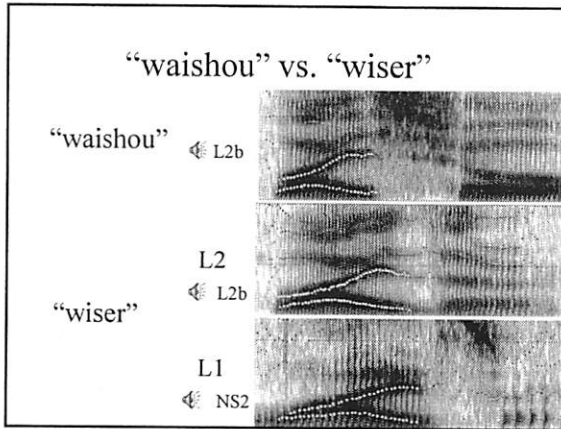 “waishou” vs. “wiser”
“waishou”
L2b
L2
L2b
“wiser”
L1
NS2